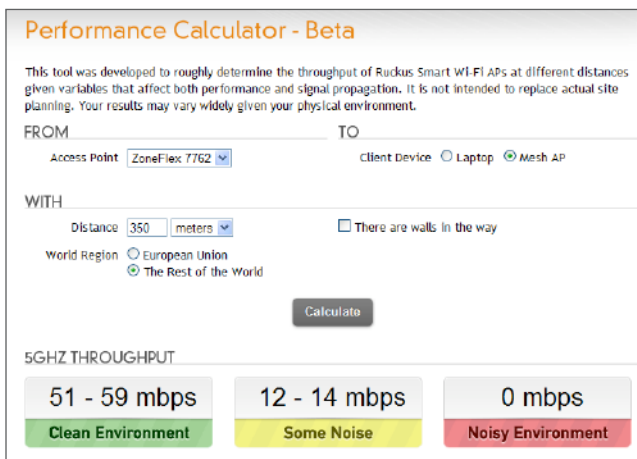 Performance Calculator - Beta
This tool was developed to roughly determine the throughput of Ruckus Smart Wi-Fi APs at different distances
given variables that affect both performance and signal propagation. It is not intended to replace actual site
planning. Your results may vary widely given your physical environment.
FROM
TO
Access Point ZoneFlex 7762
Client Device Laptop Mesh AP
WITH
Distance 350 meters
There are walls in the way
World Region European Union
The Rest of the World
Calculate
5GHZ THROUGHPUT
51 - 59 mbps
Clean Environment
12 - 14 mbps
Some Noise
0 mbps
Noisy Environment